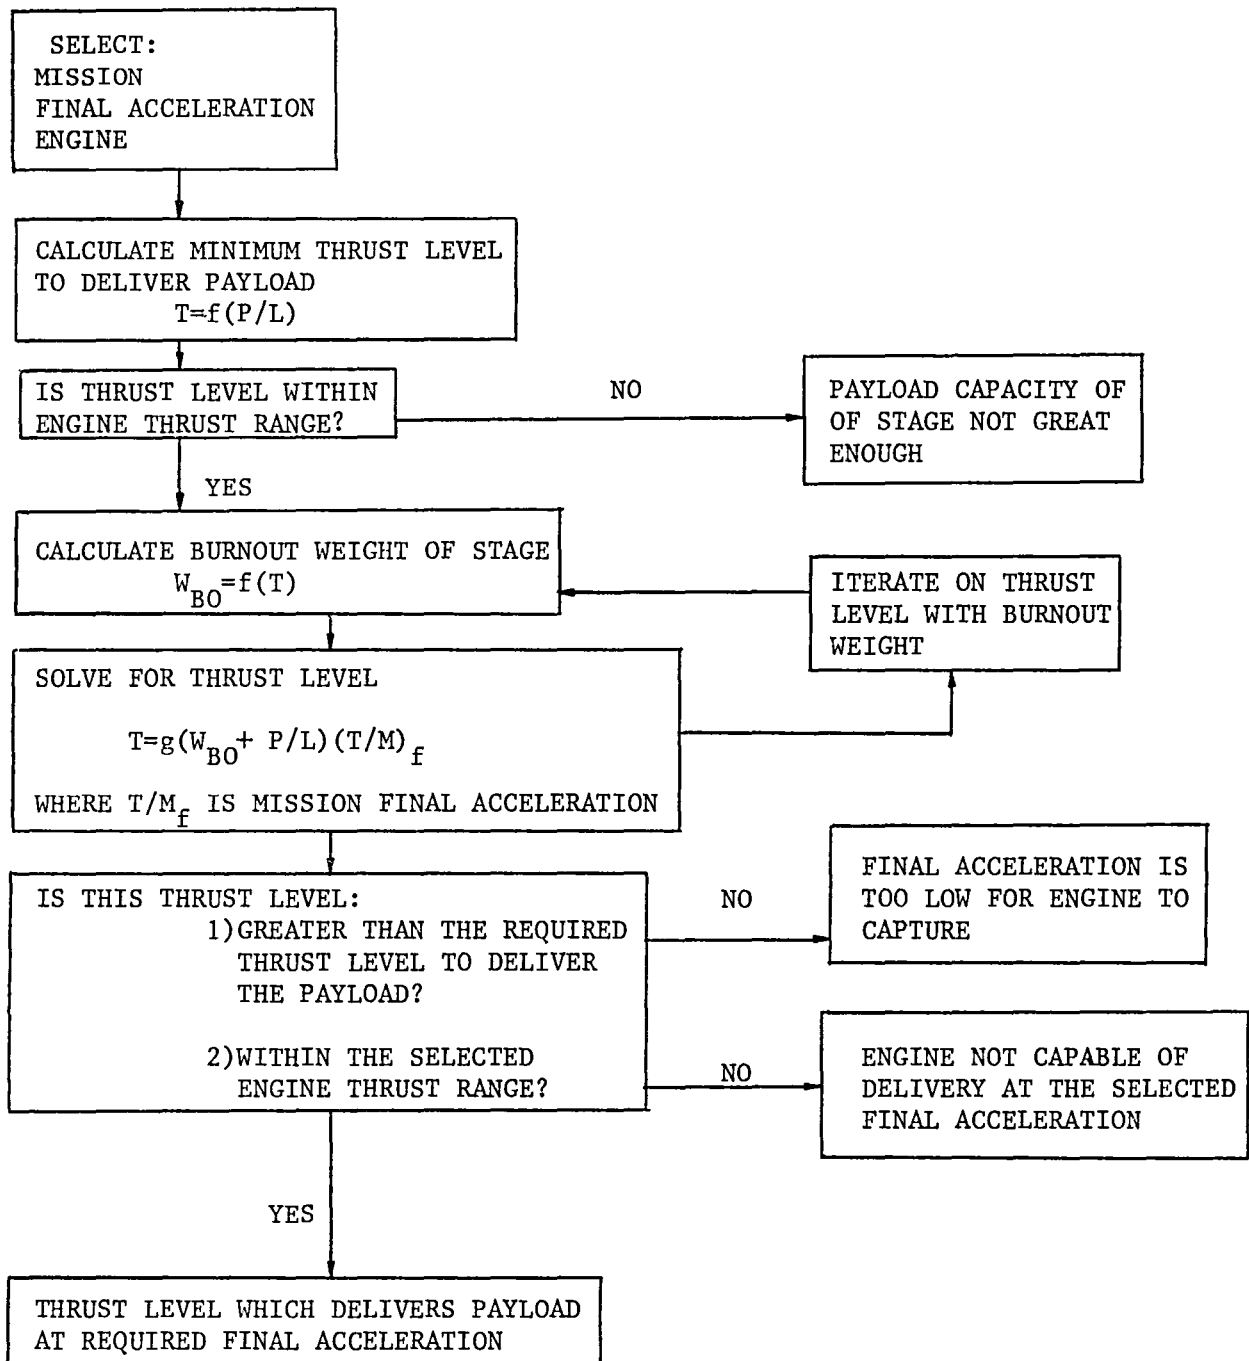 SELECT:
MISSION
FINAL ACCELERATION
ENGINE
CALCULATE MINIMUM THRUST LEVEL
TO DELIVER PAYLOAD
T=f(P/L)
IS THRUST LEVEL WITHIN
ENGINE THRUST RANGE?
NO
PAYLOAD CAPACITY OF
OF STAGE NOT GREAT
ENOUGH
YES
CALCULATE BURNOUT WEIGHT OF STAGE
W_BO=f(T)
ITERATE ON THRUST
LEVEL WITH BURNOUT
WEIGHT
SOLVE FOR THRUST LEVEL
T=g(W_BO+ P/L)(T/M)_f
WHERE T/M_f IS MISSION FINAL ACCELERATION
IS THIS THRUST LEVEL:
1)GREATER THAN THE REQUIRED
THRUST LEVEL TO DELIVER
THE PAYLOAD?
NO
FINAL ACCELERATION IS
TOO LOW FOR ENGINE TO
CAPTURE
2)WITHIN THE SELECTED
ENGINE THRUST RANGE?
NO
ENGINE NOT CAPABLE OF
DELIVERY AT THE SELECTED
FINAL ACCELERATION
YES
THRUST LEVEL WHICH DELIVERS PAYLOAD
AT REQUIRED FINAL ACCELERATION